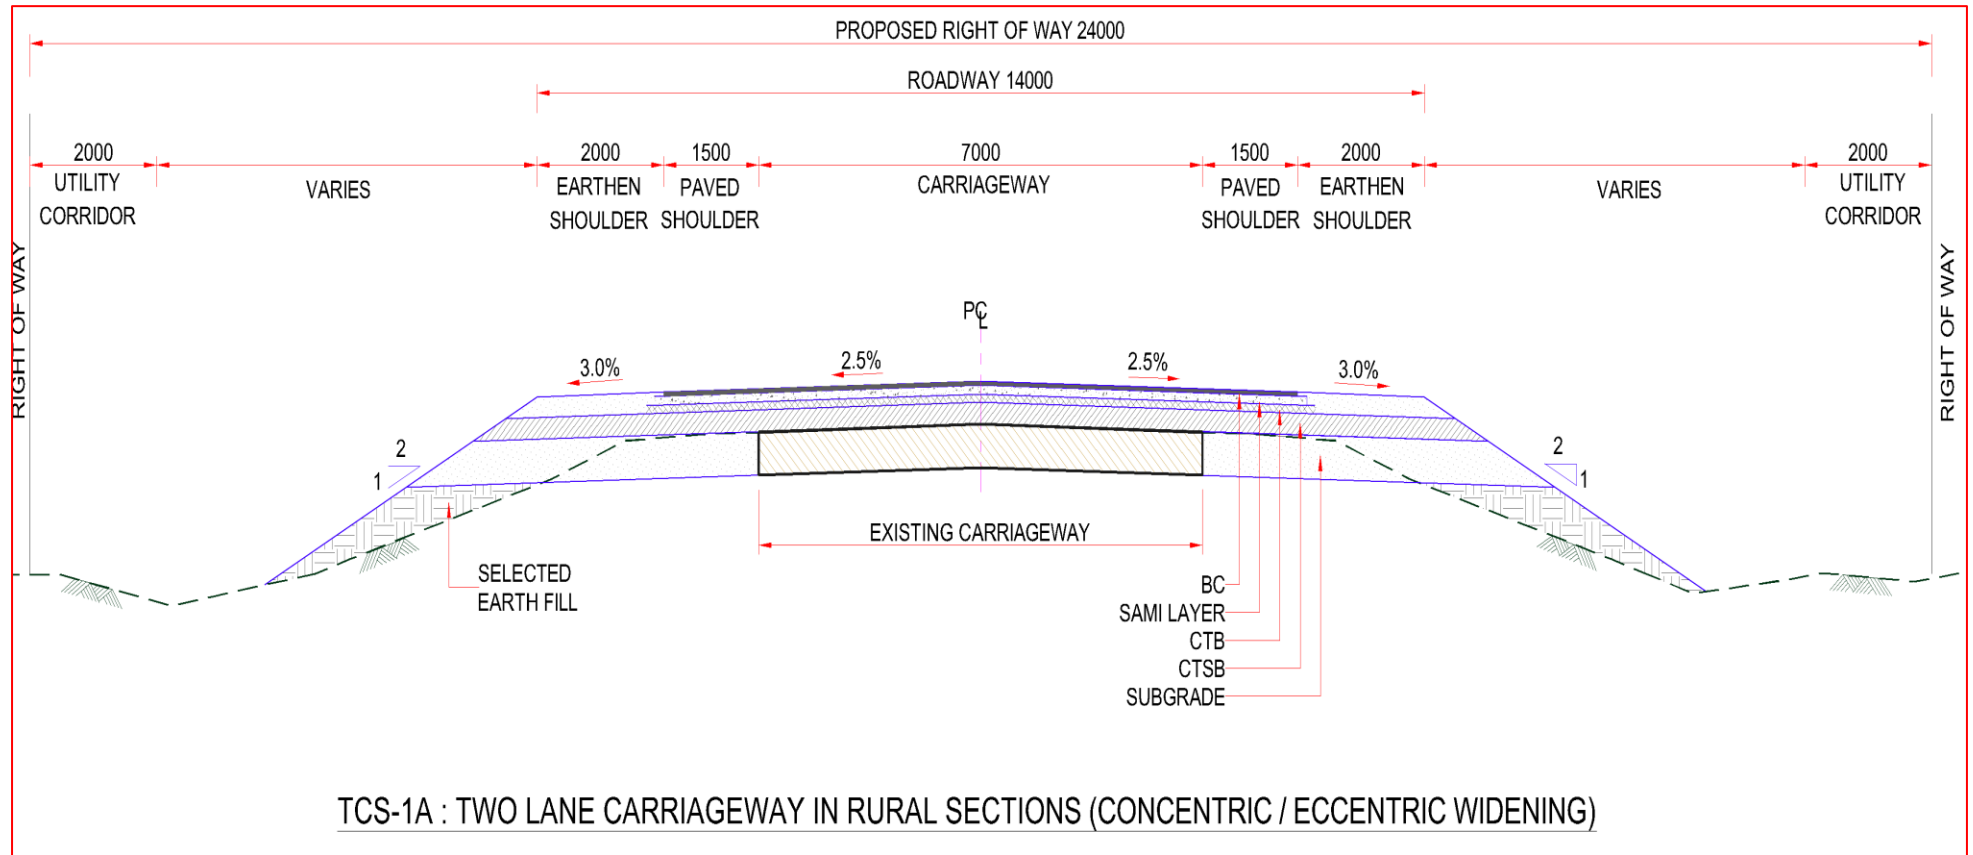 PROPOSED RIGHT OF WAY 24000
ROADWAY 14000
2000
2000
1500
7000
1500
2000
2000
UTILITY
CORRIDOR
VARIES
EARTHEN
SHOULDER
PAVED
SHOULDER
CARRIAGEWAY
PAVED
SHOULDER
EARTHEN
SHOULDER
VARIES
UTILITY
CORRIDOR
RIGHT OF WAY
RIGHT OF WAY
PCL
3.0%
2.5%
2.5%
3.0%
2
1
2
1
EXISTING CARRIAGEWAY
SELECTED
EARTH FILL
BC
SAMI LAYER
CTB
CTSB
SUBGRADE
TCS-1A : TWO LANE CARRIAGEWAY IN RURAL SECTIONS (CONCENTRIC / ECCENTRIC WIDENING)